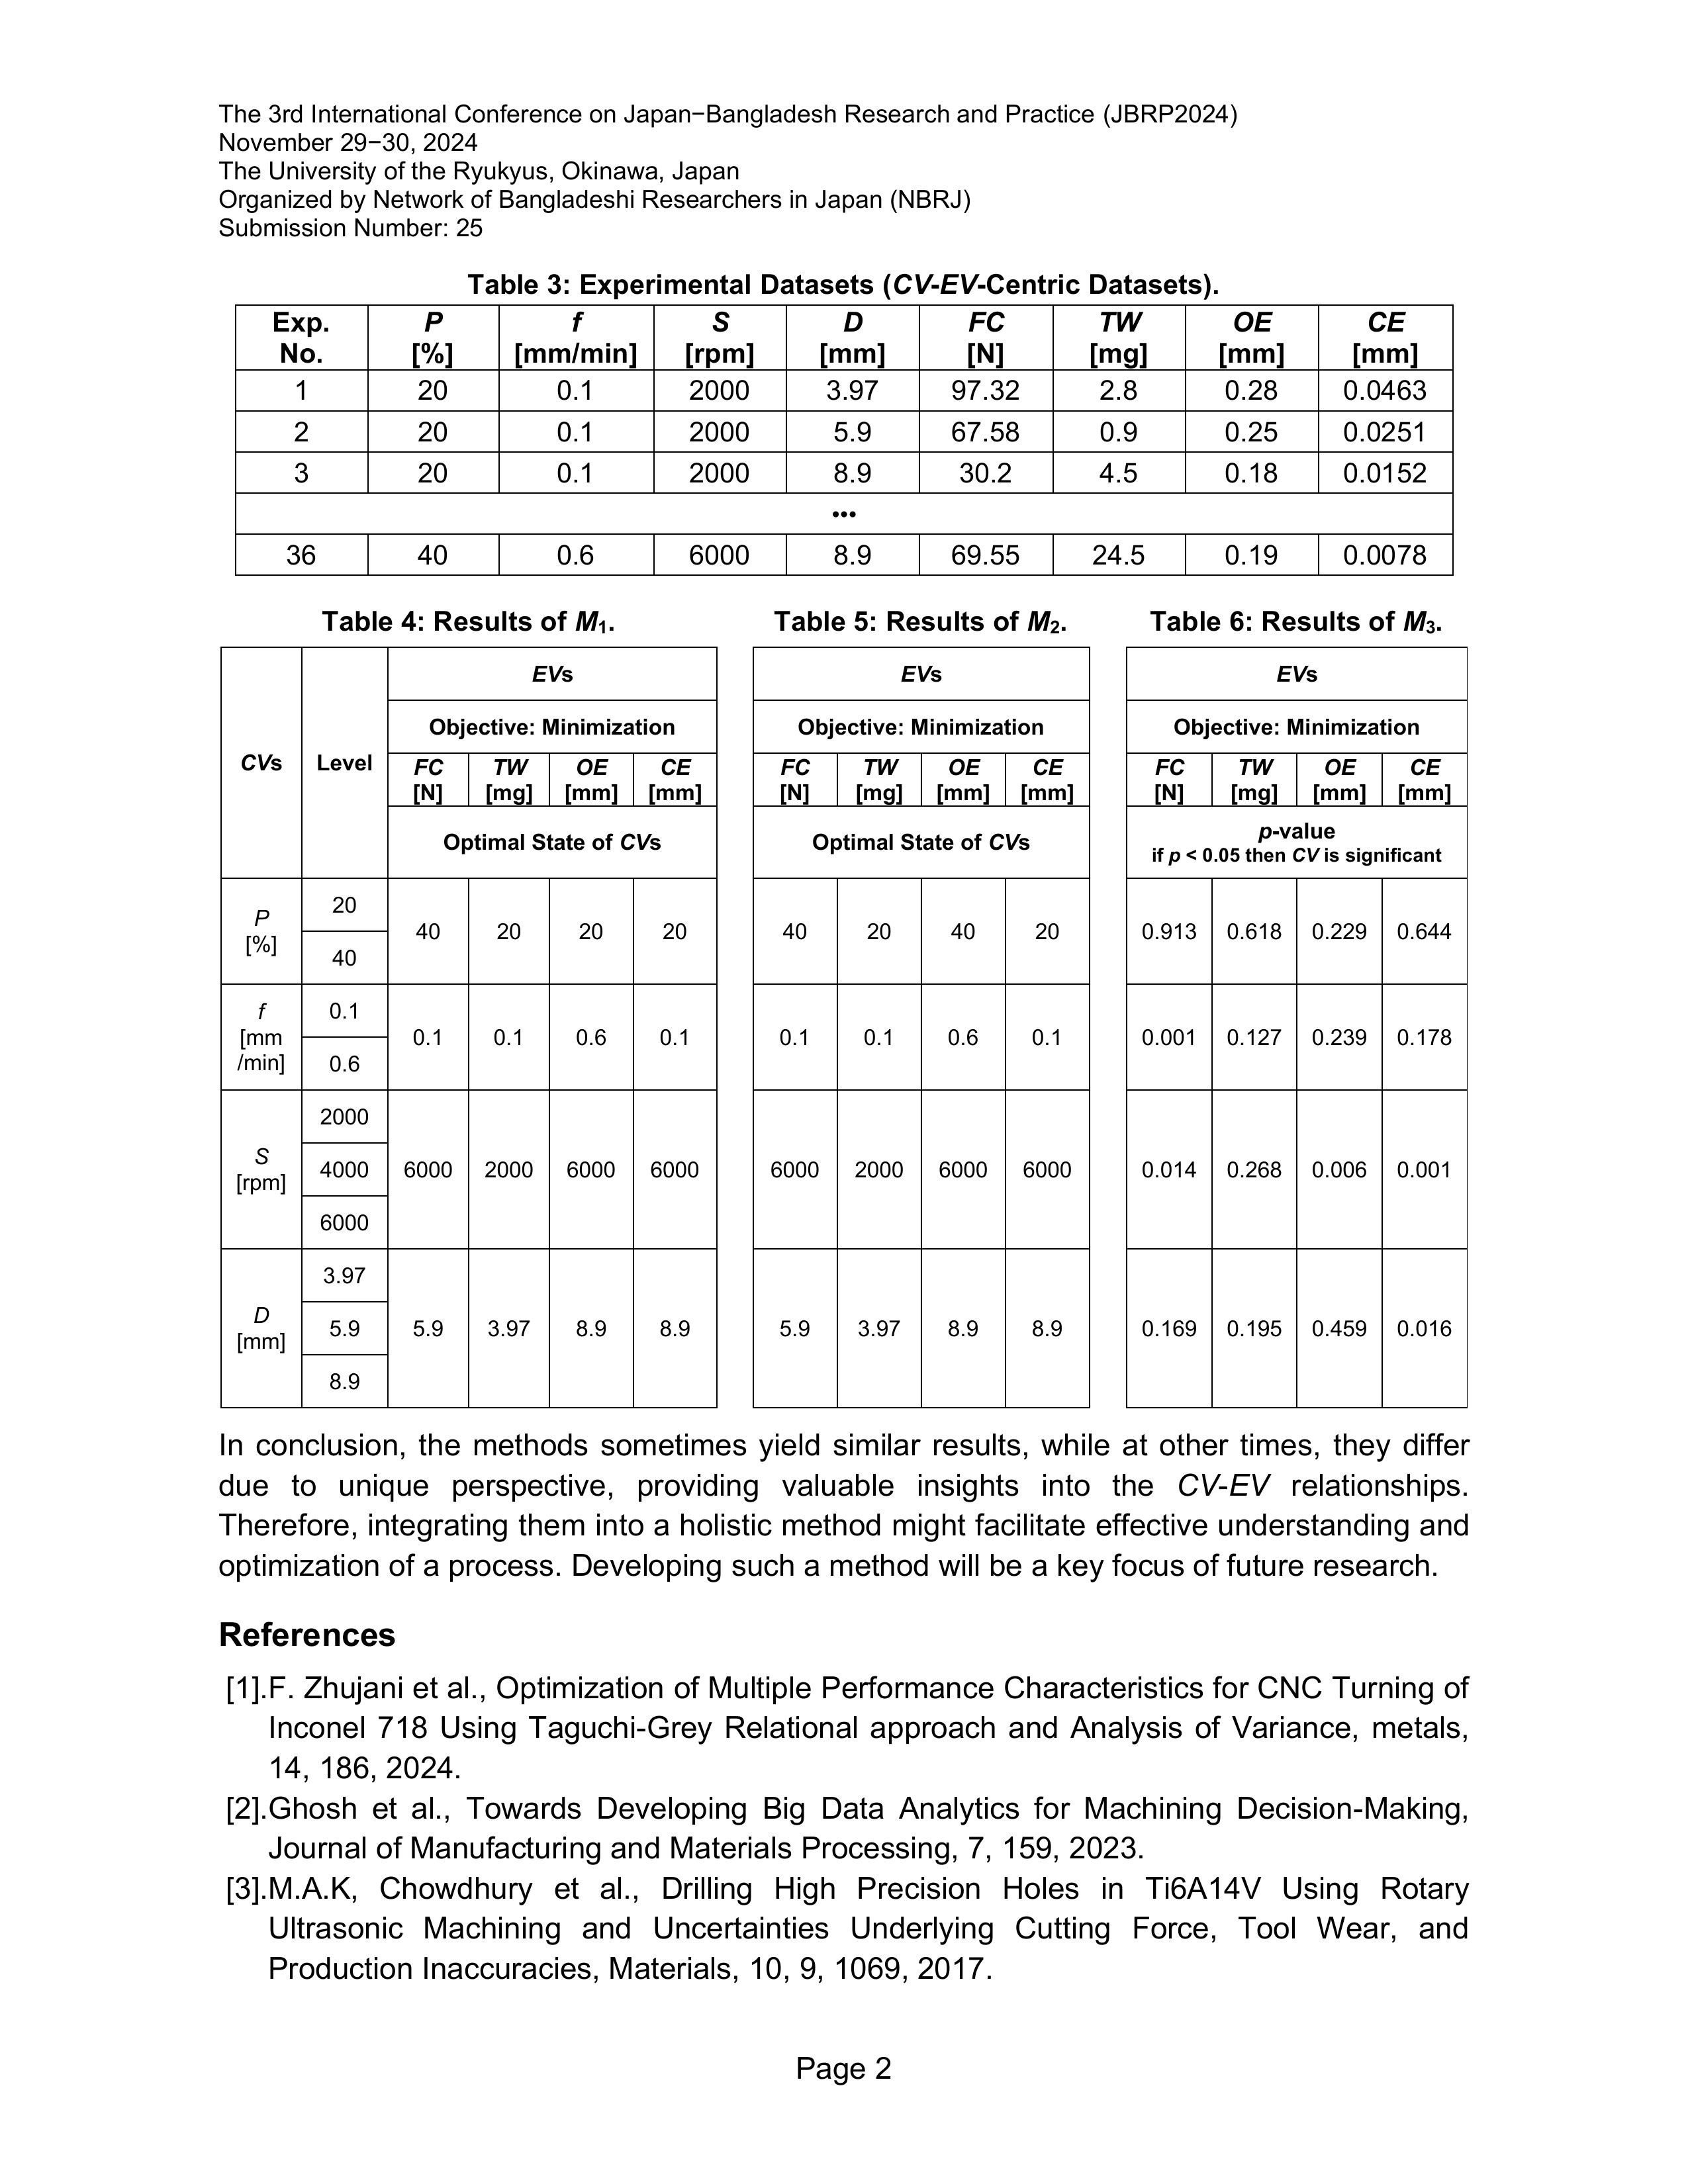 The 3rd International Conference on Japan−Bangladesh Research and Practice (JBRP2024)
November 29−30, 2024
The University of the Ryukyus, Okinawa, Japan
Organized by Network of Bangladeshi Researchers in Japan (NBRJ)
Submission Number: 25
Table 3: Experimental Datasets (CV-EV-Centric Datasets).
Exp. No. P [%] f [mm/min] S [rpm] D [mm] FC [N] TW [mg] OE [mm] CE [mm]
1 20 0.1 2000 3.97 97.32 2.8 0.28 0.0463
2 20 0.1 2000 5.9 67.58 0.9 0.25 0.0251
3 20 0.1 2000 8.9 30.2 4.5 0.18 0.0152
...
36 40 0.6 6000 8.9 69.55 24.5 0.19 0.0078
Table 4: Results of M1.
CVs Level EVs
Objective: Minimization
FC [N] TW [mg] OE [mm] CE [mm]
Optimal State of CVs
P [%] 20 40 40 20 20 20
f [mm /min] 0.1 0.6 0.1 0.1 0.6 0.1
S [rpm] 2000 4000 6000 6000 2000 6000 6000
D [mm] 3.97 5.9 8.9 5.9 3.97 8.9 8.9
Table 5: Results of M2.
EVs
Objective: Minimization
FC [N] TW [mg] OE [mm] CE [mm]
Optimal State of CVs
40 20 40 20
0.1 0.1 0.6 0.1
6000 2000 6000 6000
5.9 3.97 8.9 8.9
Table 6: Results of M3.
EVs
Objective: Minimization
FC [N] TW [mg] OE [mm] CE [mm]
p-value
if p < 0.05 then CV is significant
0.913 0.618 0.229 0.644
0.001 0.127 0.239 0.178
0.014 0.268 0.006 0.001
0.169 0.195 0.459 0.016
In conclusion, the methods sometimes yield similar results, while at other times, they differ
due to unique perspective, providing valuable insights into the CV-EV relationships.
Therefore, integrating them into a holistic method might facilitate effective understanding and
optimization of a process. Developing such a method will be a key focus of future research.
References
[1].F. Zhujani et al., Optimization of Multiple Performance Characteristics for CNC Turning of
Inconel 718 Using Taguchi-Grey Relational approach and Analysis of Variance, metals,
14, 186, 2024.
[2].Ghosh et al., Towards Developing Big Data Analytics for Machining Decision-Making,
Journal of Manufacturing and Materials Processing, 7, 159, 2023.
[3].M.A.K, Chowdhury et al., Drilling High Precision Holes in Ti6A14V Using Rotary
Ultrasonic Machining and Uncertainties Underlying Cutting Force, Tool Wear, and
Production Inaccuracies, Materials, 10, 9, 1069, 2017.
Page 2